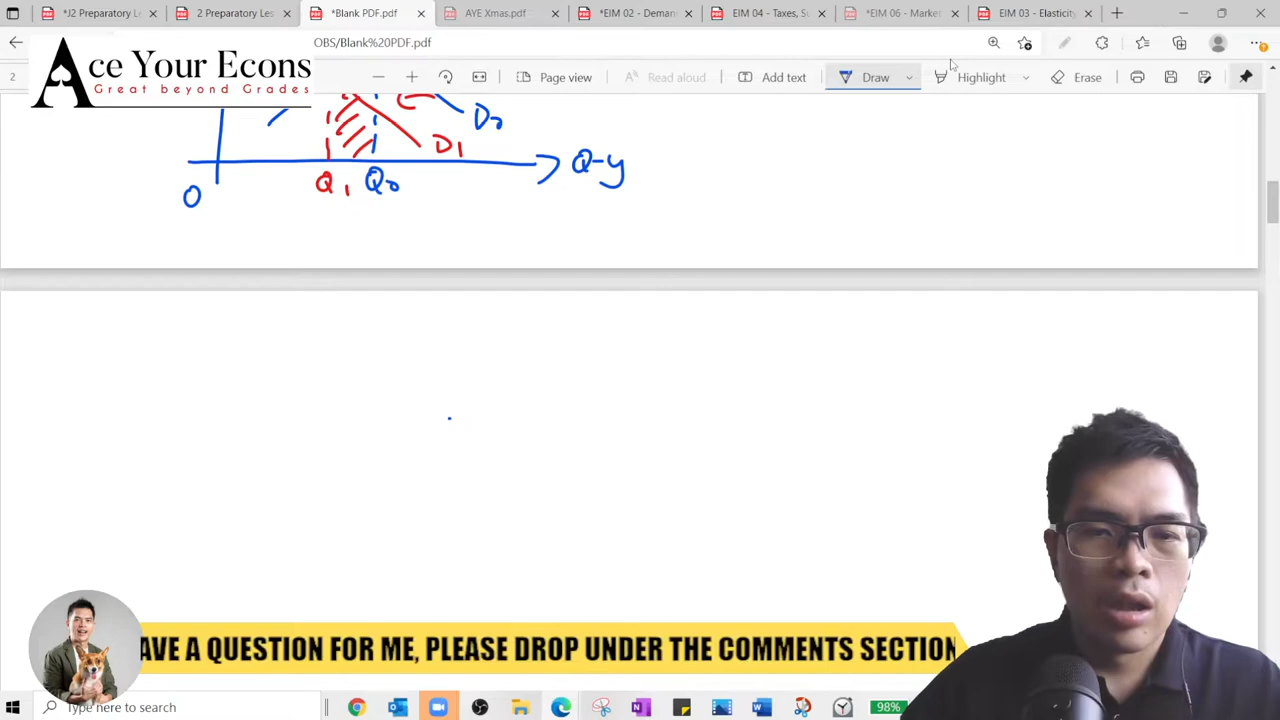 *J2 Preparatory Le
2 Preparatory Les
*Blank PDF.pdf
AYE Xmas.pdf
*EIM 02 - Deman
EIM 04 - Taxes, Su
*EIM 06 - Market
EIM 03 - Elasticity
OBS/Blank%20PDF.pdf
Ace Your Econs
Great beyond Grades
2
Page view
Read aloud
Add text
Draw
Highlight
Erase
D0
D1
Q-y
0
Q1 Q0
AVE A QUESTION FOR ME, PLEASE DROP UNDER THE COMMENTS SECTION
Type here to search
98%